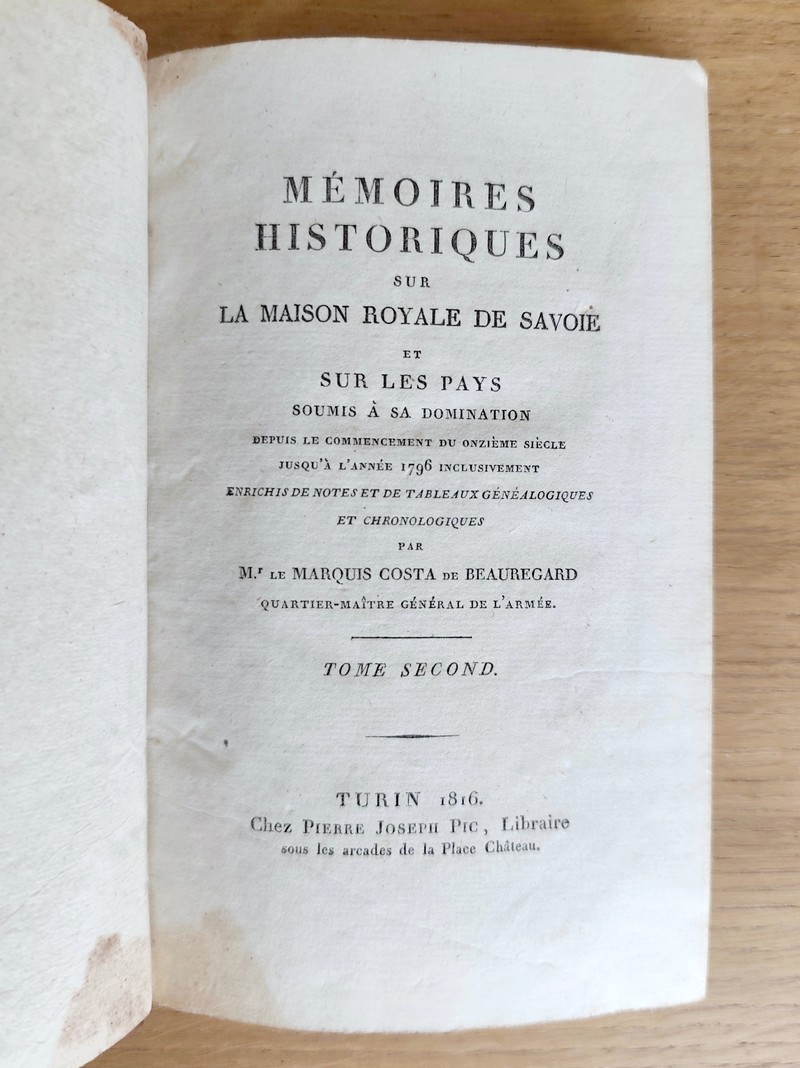 MÉMOIRES
HISTORIQUES
SUR
LA MAISON ROYALE DE SAVOIE
ET
SUR LES PAYS
SOUMIS À SA DOMINATION
DEPUIS LE COMMENCEMENT DU ONZIÈME SIÈCLE
JUSQU'À L'ANNÉE 1796 INCLUSIVEMENT
ENRICHIS DE NOTES ET DE TABLEAUX GÉNÉALOGIQUES
ET CHRONOLOGIQUES
PAR
M.r LE MARQUIS COSTA DE BEAUREGARD
QUARTIER-MAÎTRE GÉNÉRAL DE L'ARMÉE.
TOME SECOND.
TURIN 1816.
Chez PIERRE JOSEPH PIC, Libraire
sous les arcades de la Place Château.